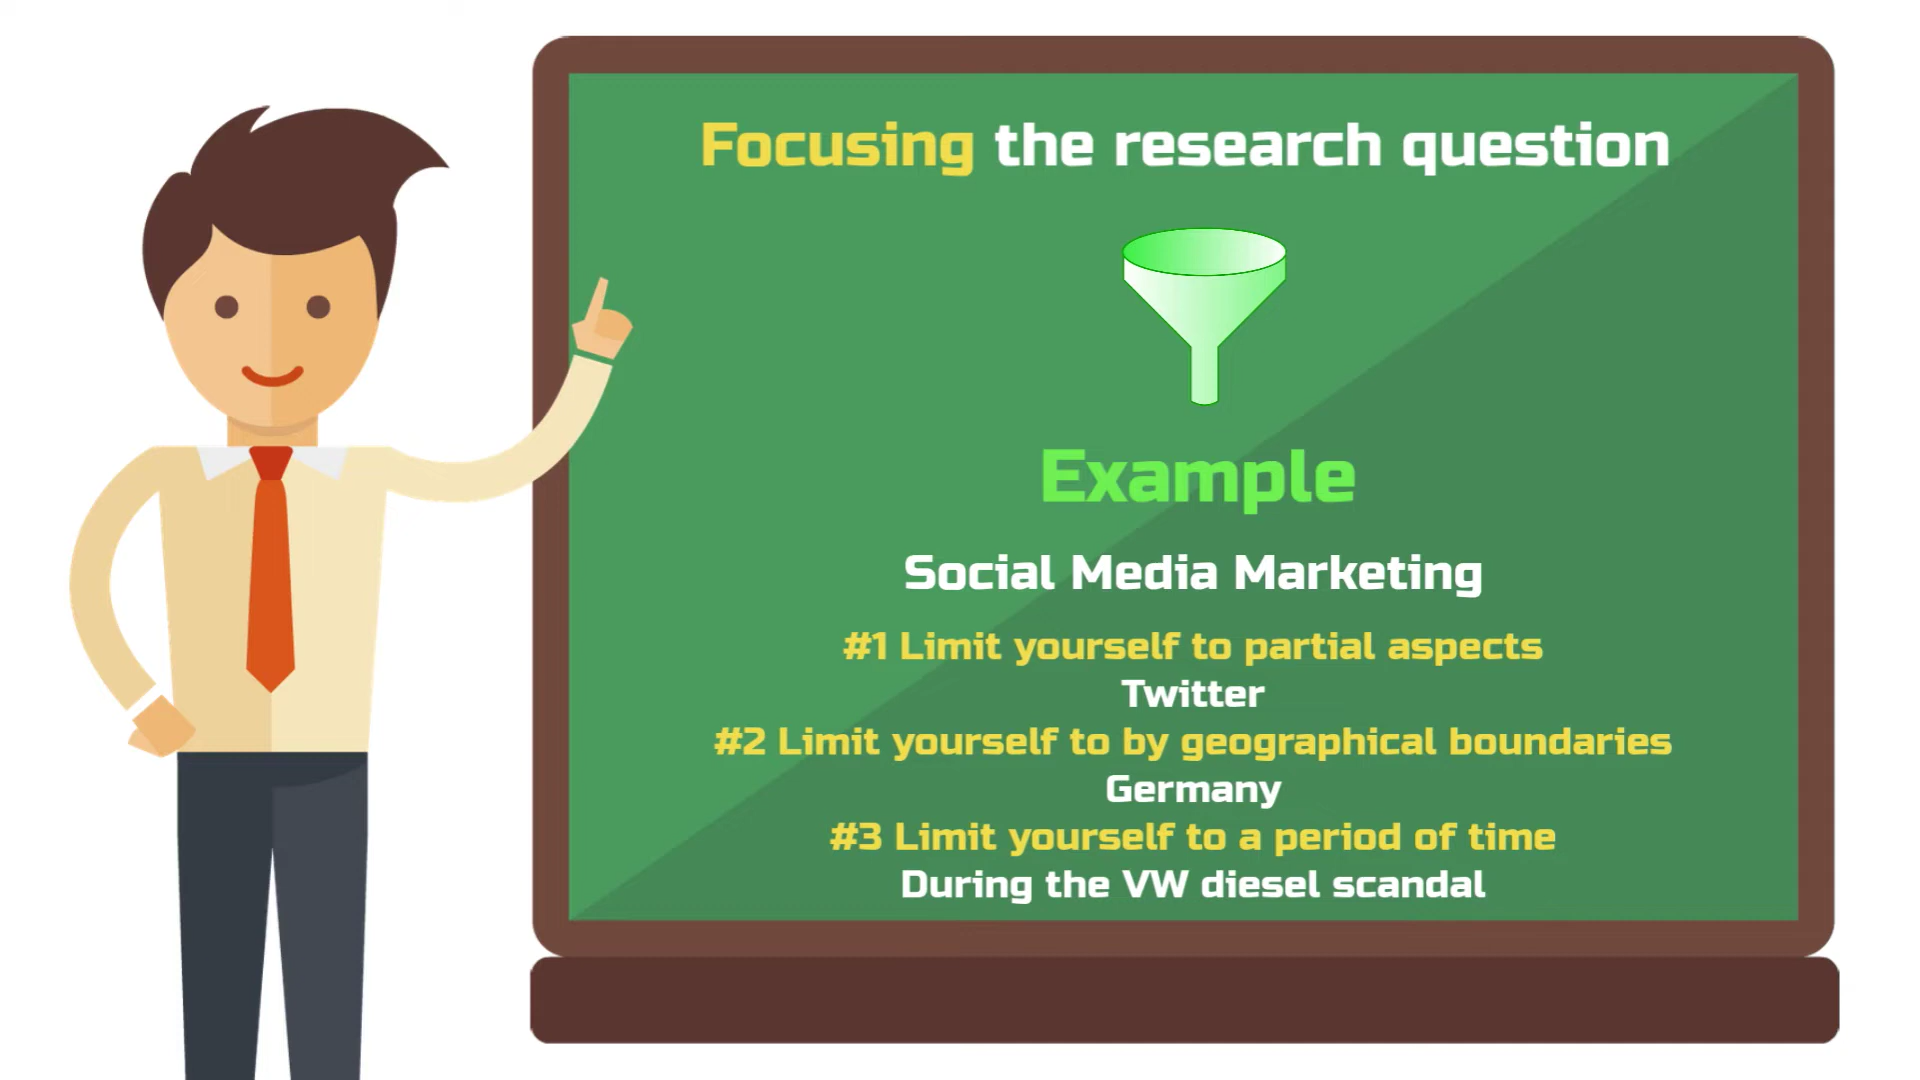 Focusing the research question
Example
Social Media Marketing
#1 Limit yourself to partial aspects
Twitter
#2 Limit yourself to by geographical boundaries
Germany
#3 Limit yourself to a period of time
During the VW diesel scandal